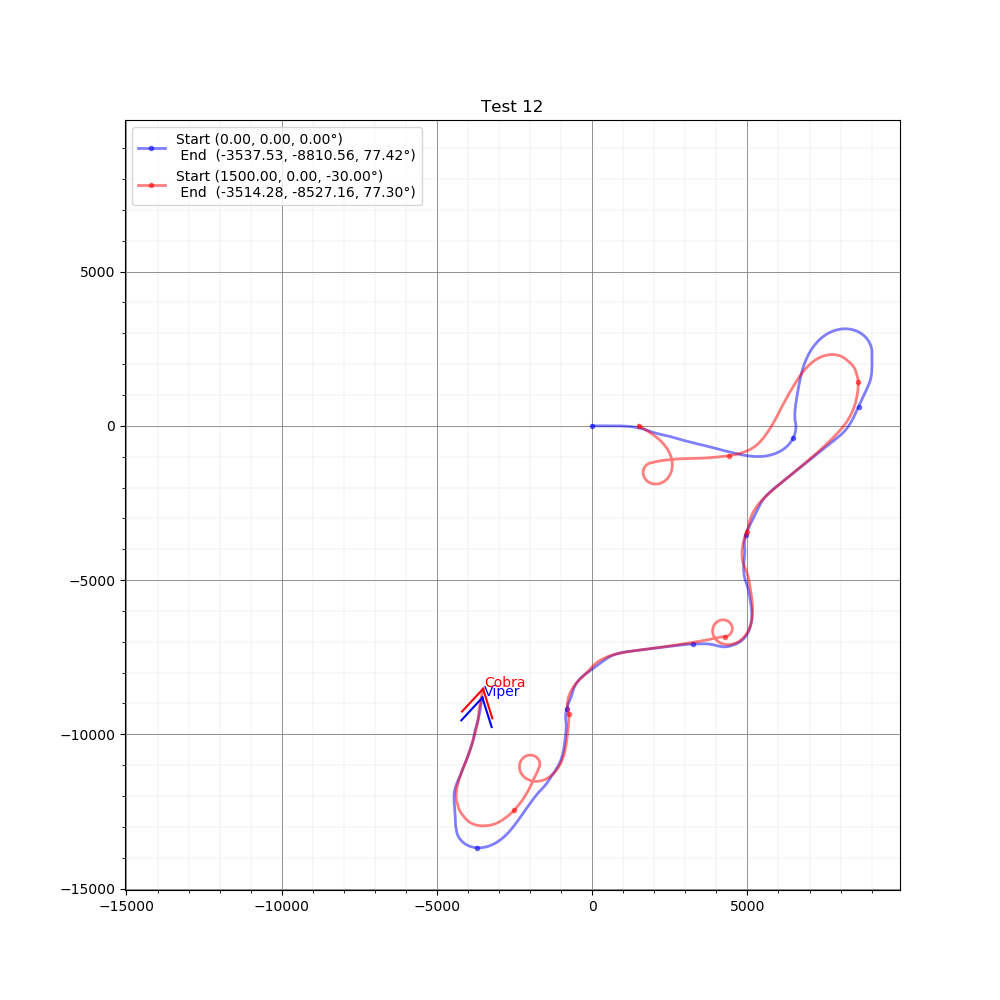 Test 12
Start (0.00, 0.00, 0.00°)
End (-3537.53, -8810.56, 77.42°)
Start (1500.00, 0.00, -30.00°)
End (-3514.28, -8527.16, 77.30°)
5000
0
−5000
−10000
−15000
Cobra
Viper
−15000
−10000
−5000
0
5000